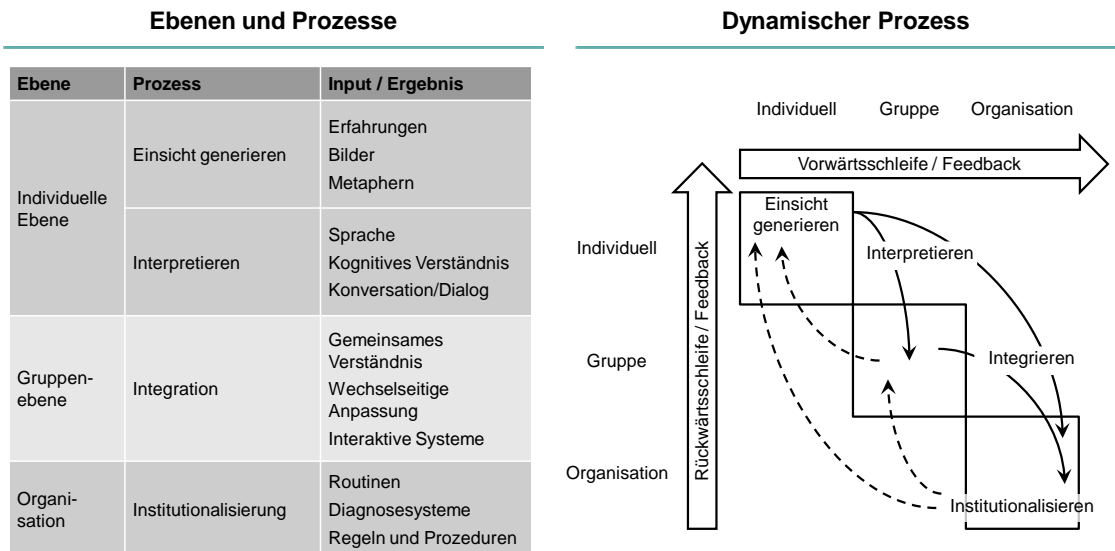 Ebenen und Prozesse
Ebene Prozess Input / Ergebnis
Individuelle
Ebene
Einsicht generieren
Erfahrungen
Bilder
Metaphern
Interpretieren
Sprache
Kognitives Verständnis
Konversation/Dialog
Gruppen-
ebene
Integration
Gemeinsames
Verständnis
Wechselseitige
Anpassung
Interaktive Systeme
Organi-
sation
Institutionalisierung
Routinen
Diagnosesysteme
Regeln und Prozeduren
Dynamischer Prozess
Individuell Gruppe Organisation
Vorwärtsschleife / Feedback
Rückwärtsschleife / Feedback
Individuell
Gruppe
Organisation
Einsicht
generieren
Interpretieren
Integrieren
Institutionalisieren